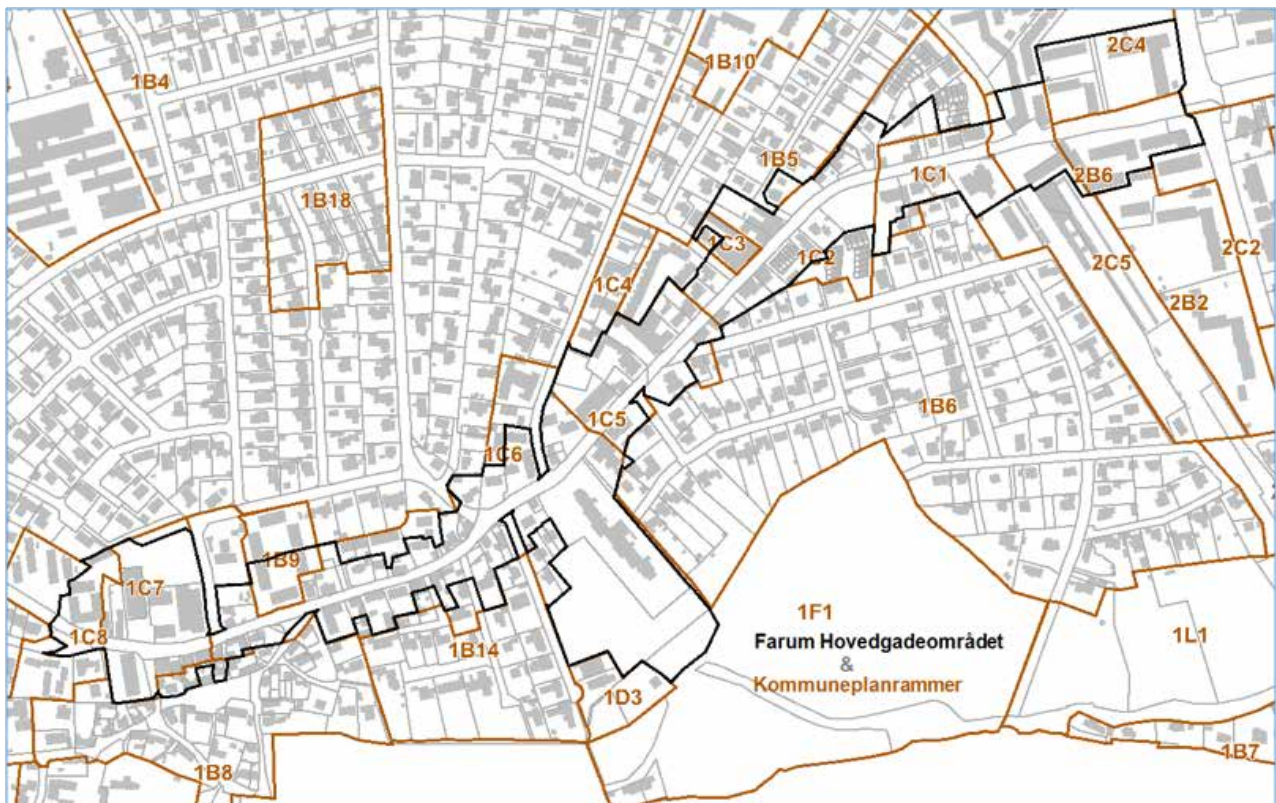 2C4
1B10
1B4
1B5
1C1
2B6
1B18
1C3
1C2
2C2
1C4
2C5
2B2
1B6
1C5
1C6
1B9
1C7
1F1
1C8
1L1
Farum Hovedgadeområdet
1B14
&
Kommuneplanrammer
1D3
1B7
1B8